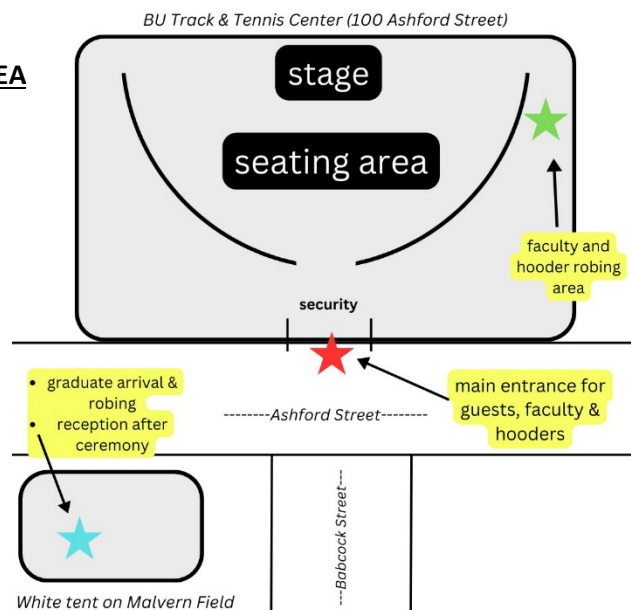 BU Track & Tennis Center (100 Ashford Street)
EA
stage
seating area
faculty and
hooder robing
area
security
• graduate arrival &
robing
• reception after
ceremony
main entrance for
guests, faculty &
hooders
--------Ashford Street--------
---Babcock Street---
White tent on Malvern Field